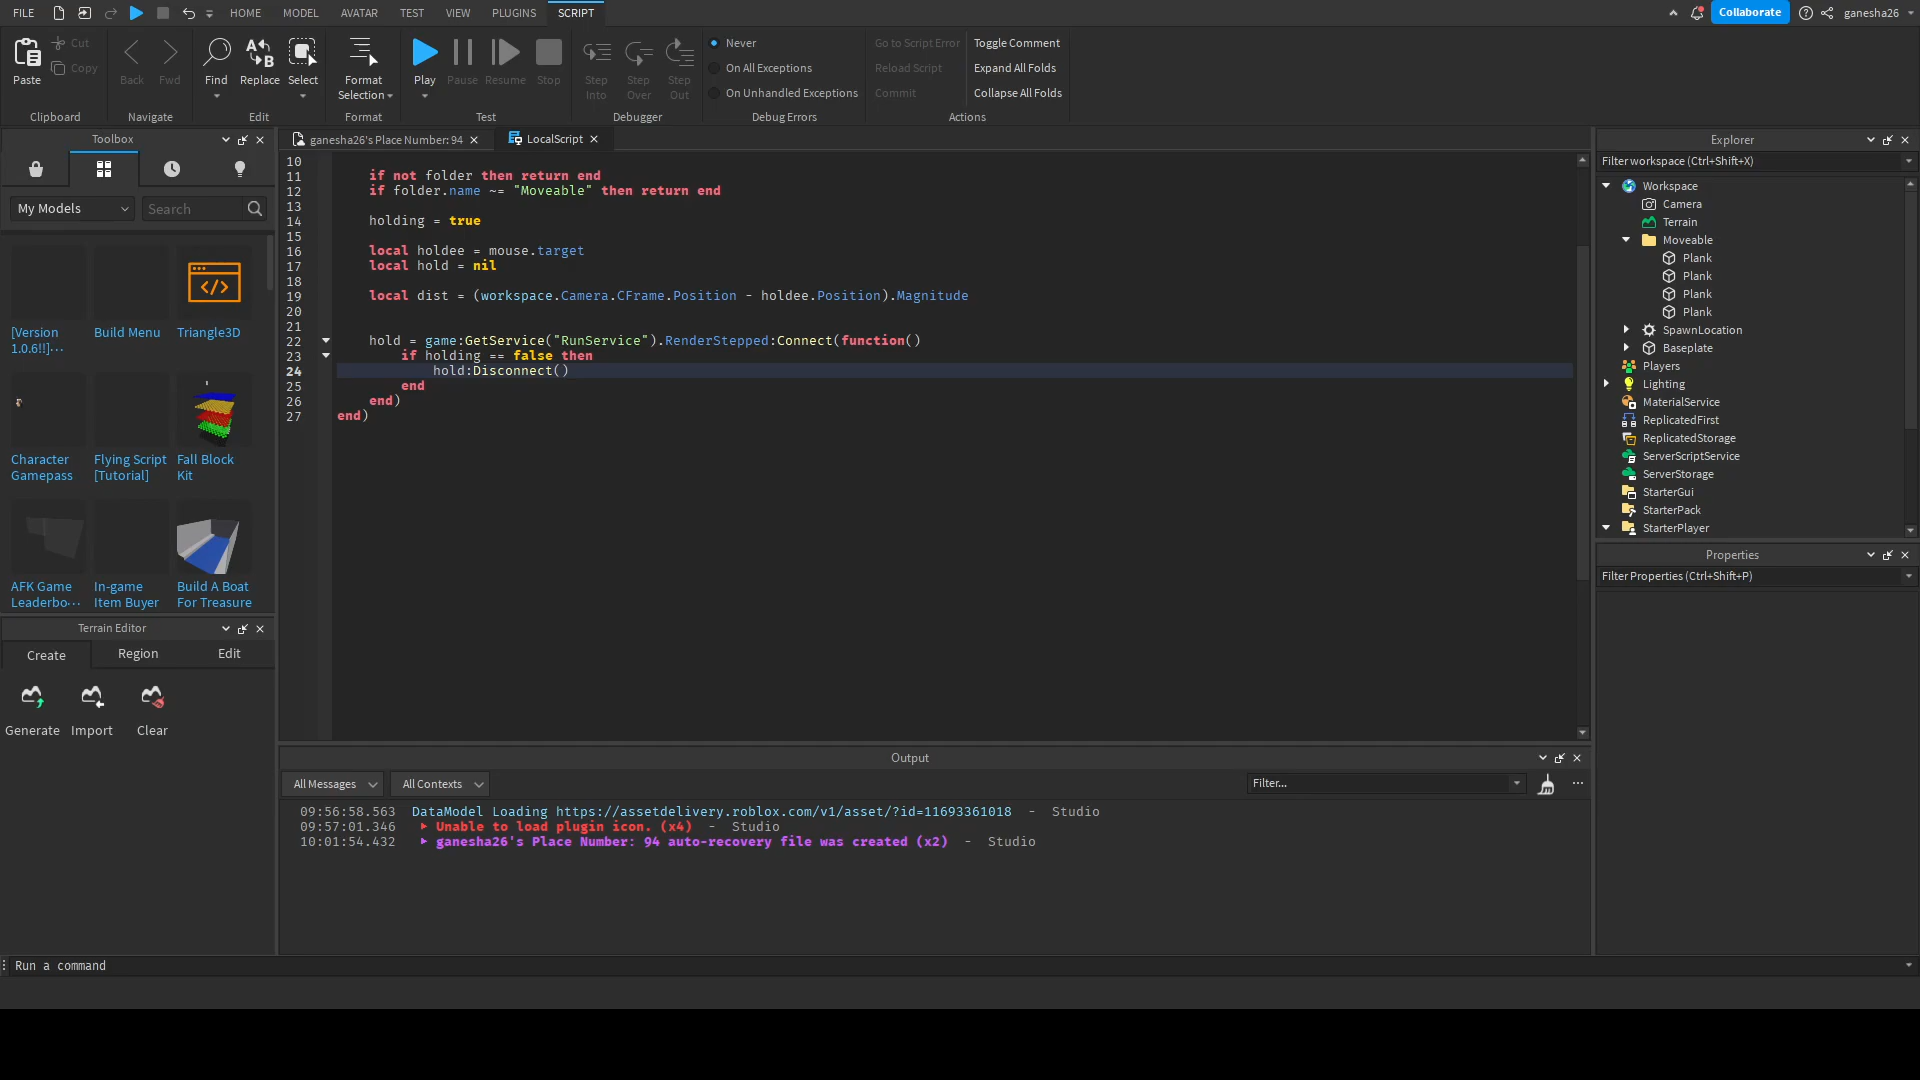 FILE HOME MODEL AVATAR TEST VIEW PLUGINS SCRIPT Collaborate ganesha26
Paste Cut Copy Back Fwd Find Replace Select Format Selection Play Pause Resume Stop Step Into Step Over Step Out
Never
On All Exceptions
On Unhandled Exceptions
Go to Script Error
Reload Script
Commit
Toggle Comment
Expand All Folds
Collapse All Folds
Clipboard Navigate Edit Format Test Debugger Debug Errors Actions
Toolbox
My Models Search
[Version 1.0.6!!]... Build Menu Triangle3D
Character Gamepass Flying Script [Tutorial] Fall Block Kit
AFK Game Leaderbo... In-game Item Buyer Build A Boat For Treasure
Terrain Editor
Create Region Edit
Generate Import Clear
ganesha26's Place Number: 94 LocalScript
10
11 if not folder then return end
12 if folder.name ~= "Moveable" then return end
13
14 holding = true
15
16 local holdee = mouse.target
17 local hold = nil
18
19 local dist = (workspace.Camera.CFrame.Position - holdee.Position).Magnitude
20
21
22 hold = game:GetService("RunService").RenderStepped:Connect(function()
23 if holding == false then
24 hold:Disconnect()
25 end
26 end)
27 end)
Output
All Messages All Contexts Filter...
09:56:58.563 DataModel Loading https://assetdelivery.roblox.com/v1/asset/?id=11693361018 - Studio
09:57:01.346 Unable to load plugin icon. (x4) - Studio
10:01:54.432 ganesha26's Place Number: 94 auto-recovery file was created (x2) - Studio
Explorer
Filter workspace (Ctrl+Shift+X)
Workspace
Camera
Terrain
Moveable
Plank
Plank
Plank
Plank
SpawnLocation
Baseplate
Players
Lighting
MaterialService
ReplicatedFirst
ReplicatedStorage
ServerScriptService
ServerStorage
StarterGui
StarterPack
StarterPlayer
Properties
Filter Properties (Ctrl+Shift+P)
Run a command